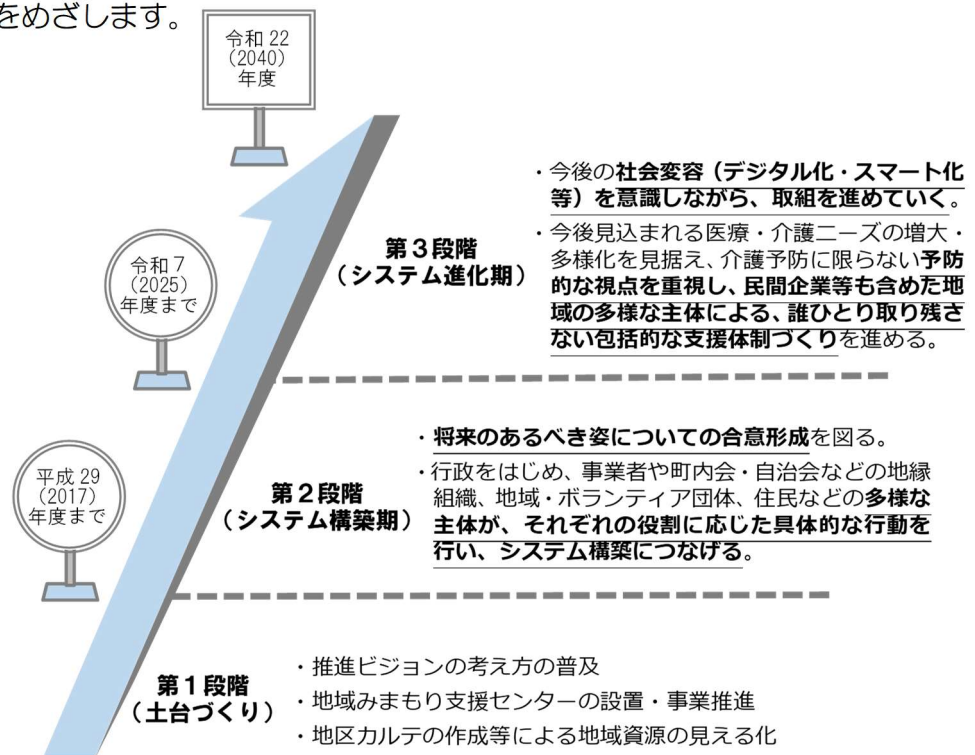 をめざします。
令和 22
（2040）
年度
・今後の社会変容（デジタル化・スマート化
等）を意識しながら、取組を進めていく。
・今後見込まれる医療・介護ニーズの増大・
多様化を見据え、介護予防に限らない予防
的な視点を重視し、民間企業等も含めた地
域の多様な主体による、誰ひとり取り残さ
ない包括的な支援体制づくりを進める。
第３段階
（システム進化期）
令和 7
（2025）
年度まで
・将来のあるべき姿についての合意形成を図る。
・行政をはじめ、事業者や町内会・自治会などの地縁
組織、地域・ボランティア団体、住民などの多様な
主体が、それぞれの役割に応じた具体的な行動を
行い、システム構築につなげる。
第２段階
（システム構築期）
平成 29
（2017）
年度まで
第１段階
（土台づくり）
・推進ビジョンの考え方の普及
・地域みまもり支援センターの設置・事業推進
・地区カルテの作成等による地域資源の見える化